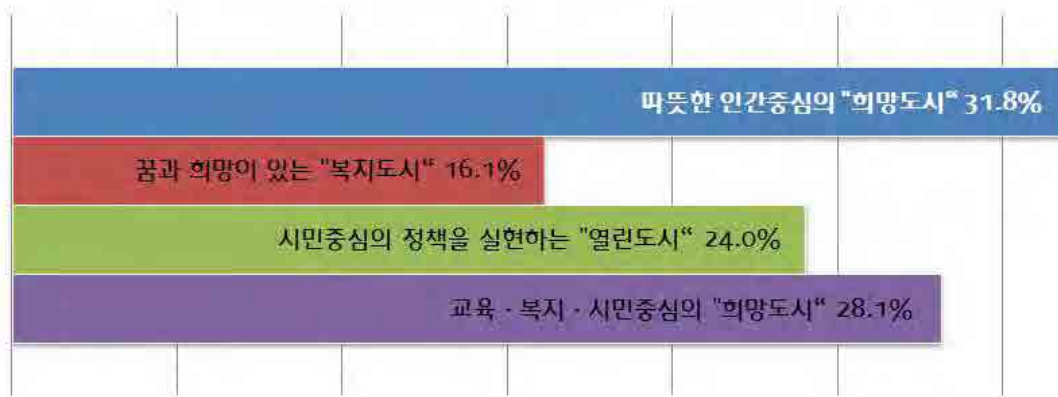 따뜻한 인간중심의 "희망도시“ 31.8%
꿈과 희망이 있는 "복지도시“ 16.1%
시민중심의 정책을 실현하는 "열린도시“ 24.0%
교육 · 복지 · 시민중심의 "희망도시“ 28.1%